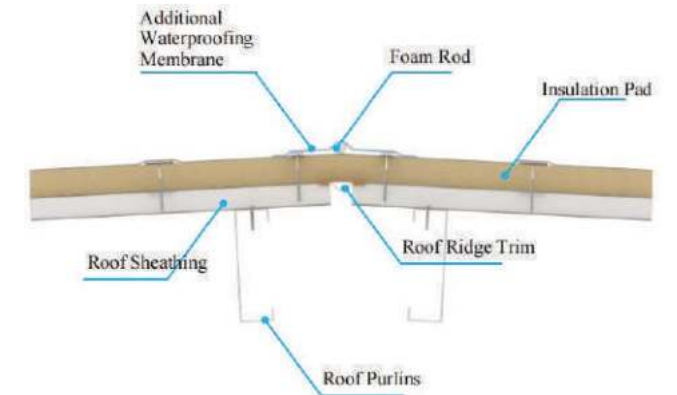 Additional
Waterproofing
Membrane
Foam Rod
Insulation Pad
Roof Sheathing
Roof Ridge Trim
Roof Purlins